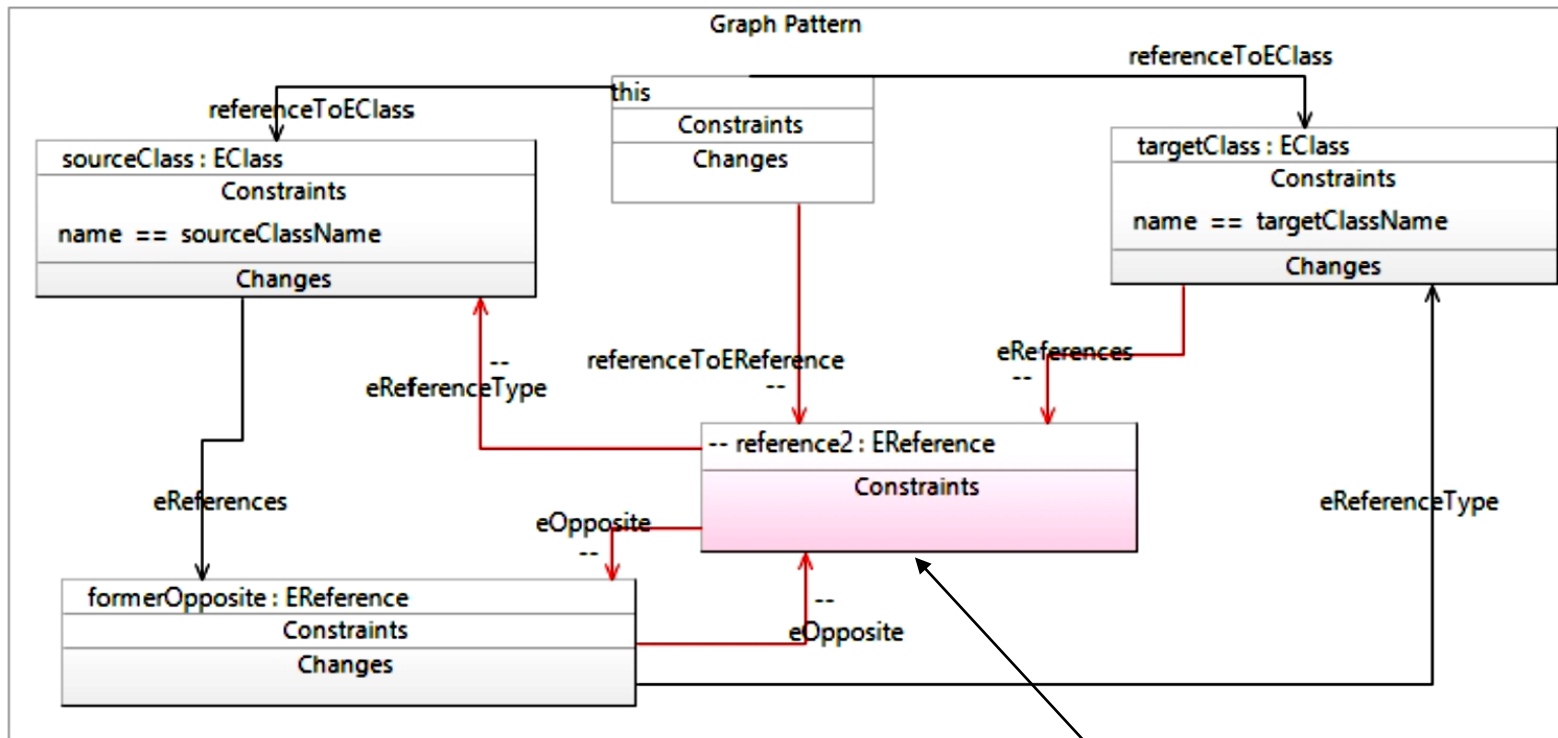 Graph Pattern
referenceToEClass
this
referenceToEClass
Constraints
Changes
sourceClass : EClass
Constraints
name == sourceClassName
Changes
targetClass : EClass
Constraints
name == targetClassName
Changes
--
eReferenceType
referenceToEReference
--
eReferences
--
-- reference2 : EReference
Constraints
eReferences
eReferenceType
eOpposite
--
formerOpposite : EReference
Constraints
Changes
--
eOpposite